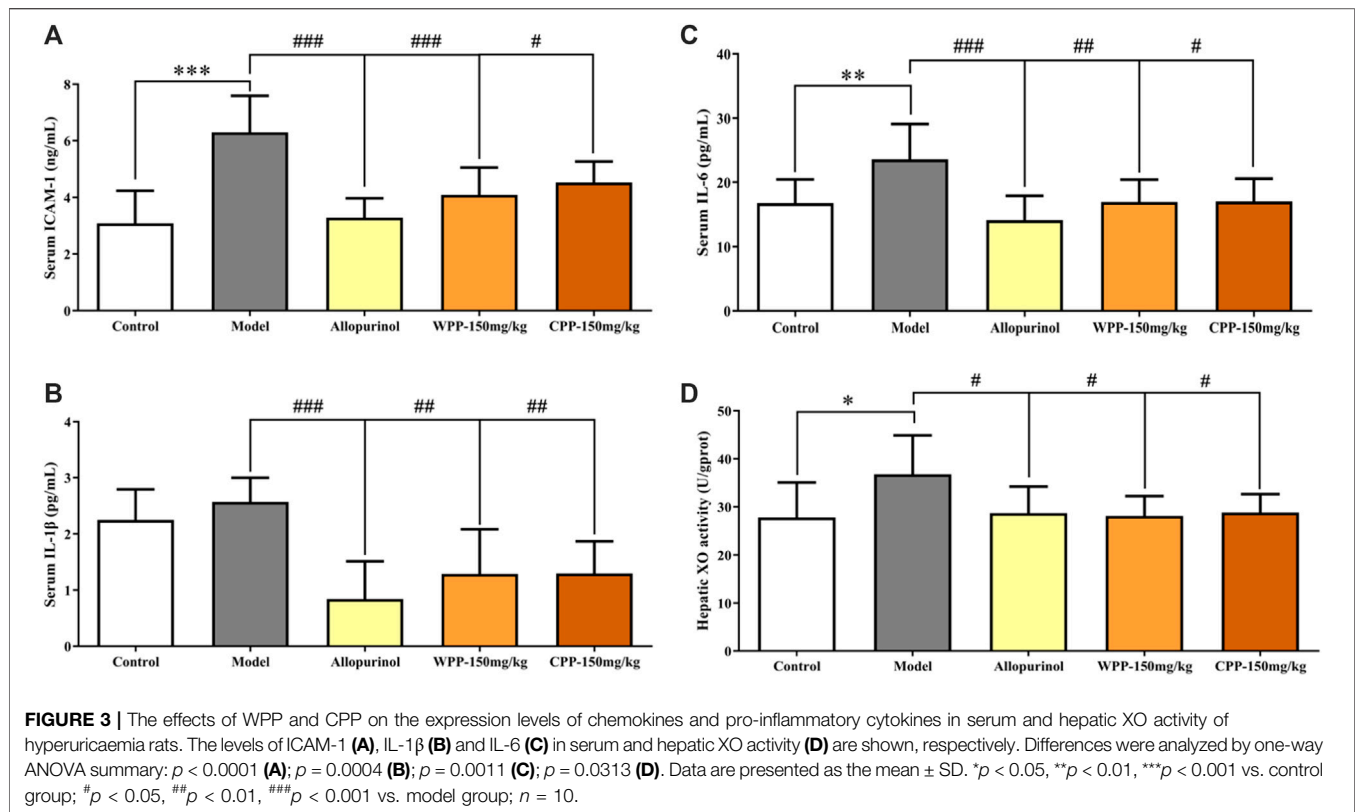 A
###
###
#
***
Serum ICAM-1 (ng/mL)
8
6
4
2
0
Control
Model
Allopurinol
WPP-150mg/kg
CPP-150mg/kg
C
###
##
#
**
Serum IL-6 (pg/mL)
40
30
20
10
0
Control
Model
Allopurinol
WPP-150mg/kg
CPP-150mg/kg
B
###
##
##
Serum IL-1β (pg/mL)
4
3
2
1
0
Control
Model
Allopurinol
WPP-150mg/kg
CPP-150mg/kg
D
#
#
#
*
Hepatic XO activity (U/gprot)
50
40
30
20
10
0
Control
Model
Allopurinol
WPP-150mg/kg
CPP-150mg/kg
FIGURE 3 | The effects of WPP and CPP on the expression levels of chemokines and pro-inflammatory cytokines in serum and hepatic XO activity of
hyperuricaemia rats. The levels of ICAM-1 (A), IL-1β (B) and IL-6 (C) in serum and hepatic XO activity (D) are shown, respectively. Differences were analyzed by one-way
ANOVA summary: p < 0.0001 (A); p = 0.0004 (B); p = 0.0011 (C); p = 0.0313 (D). Data are presented as the mean ± SD. *p < 0.05, **p < 0.01, ***p < 0.001 vs. control
group; #p < 0.05, ##p < 0.01, ###p < 0.001 vs. model group; n = 10.